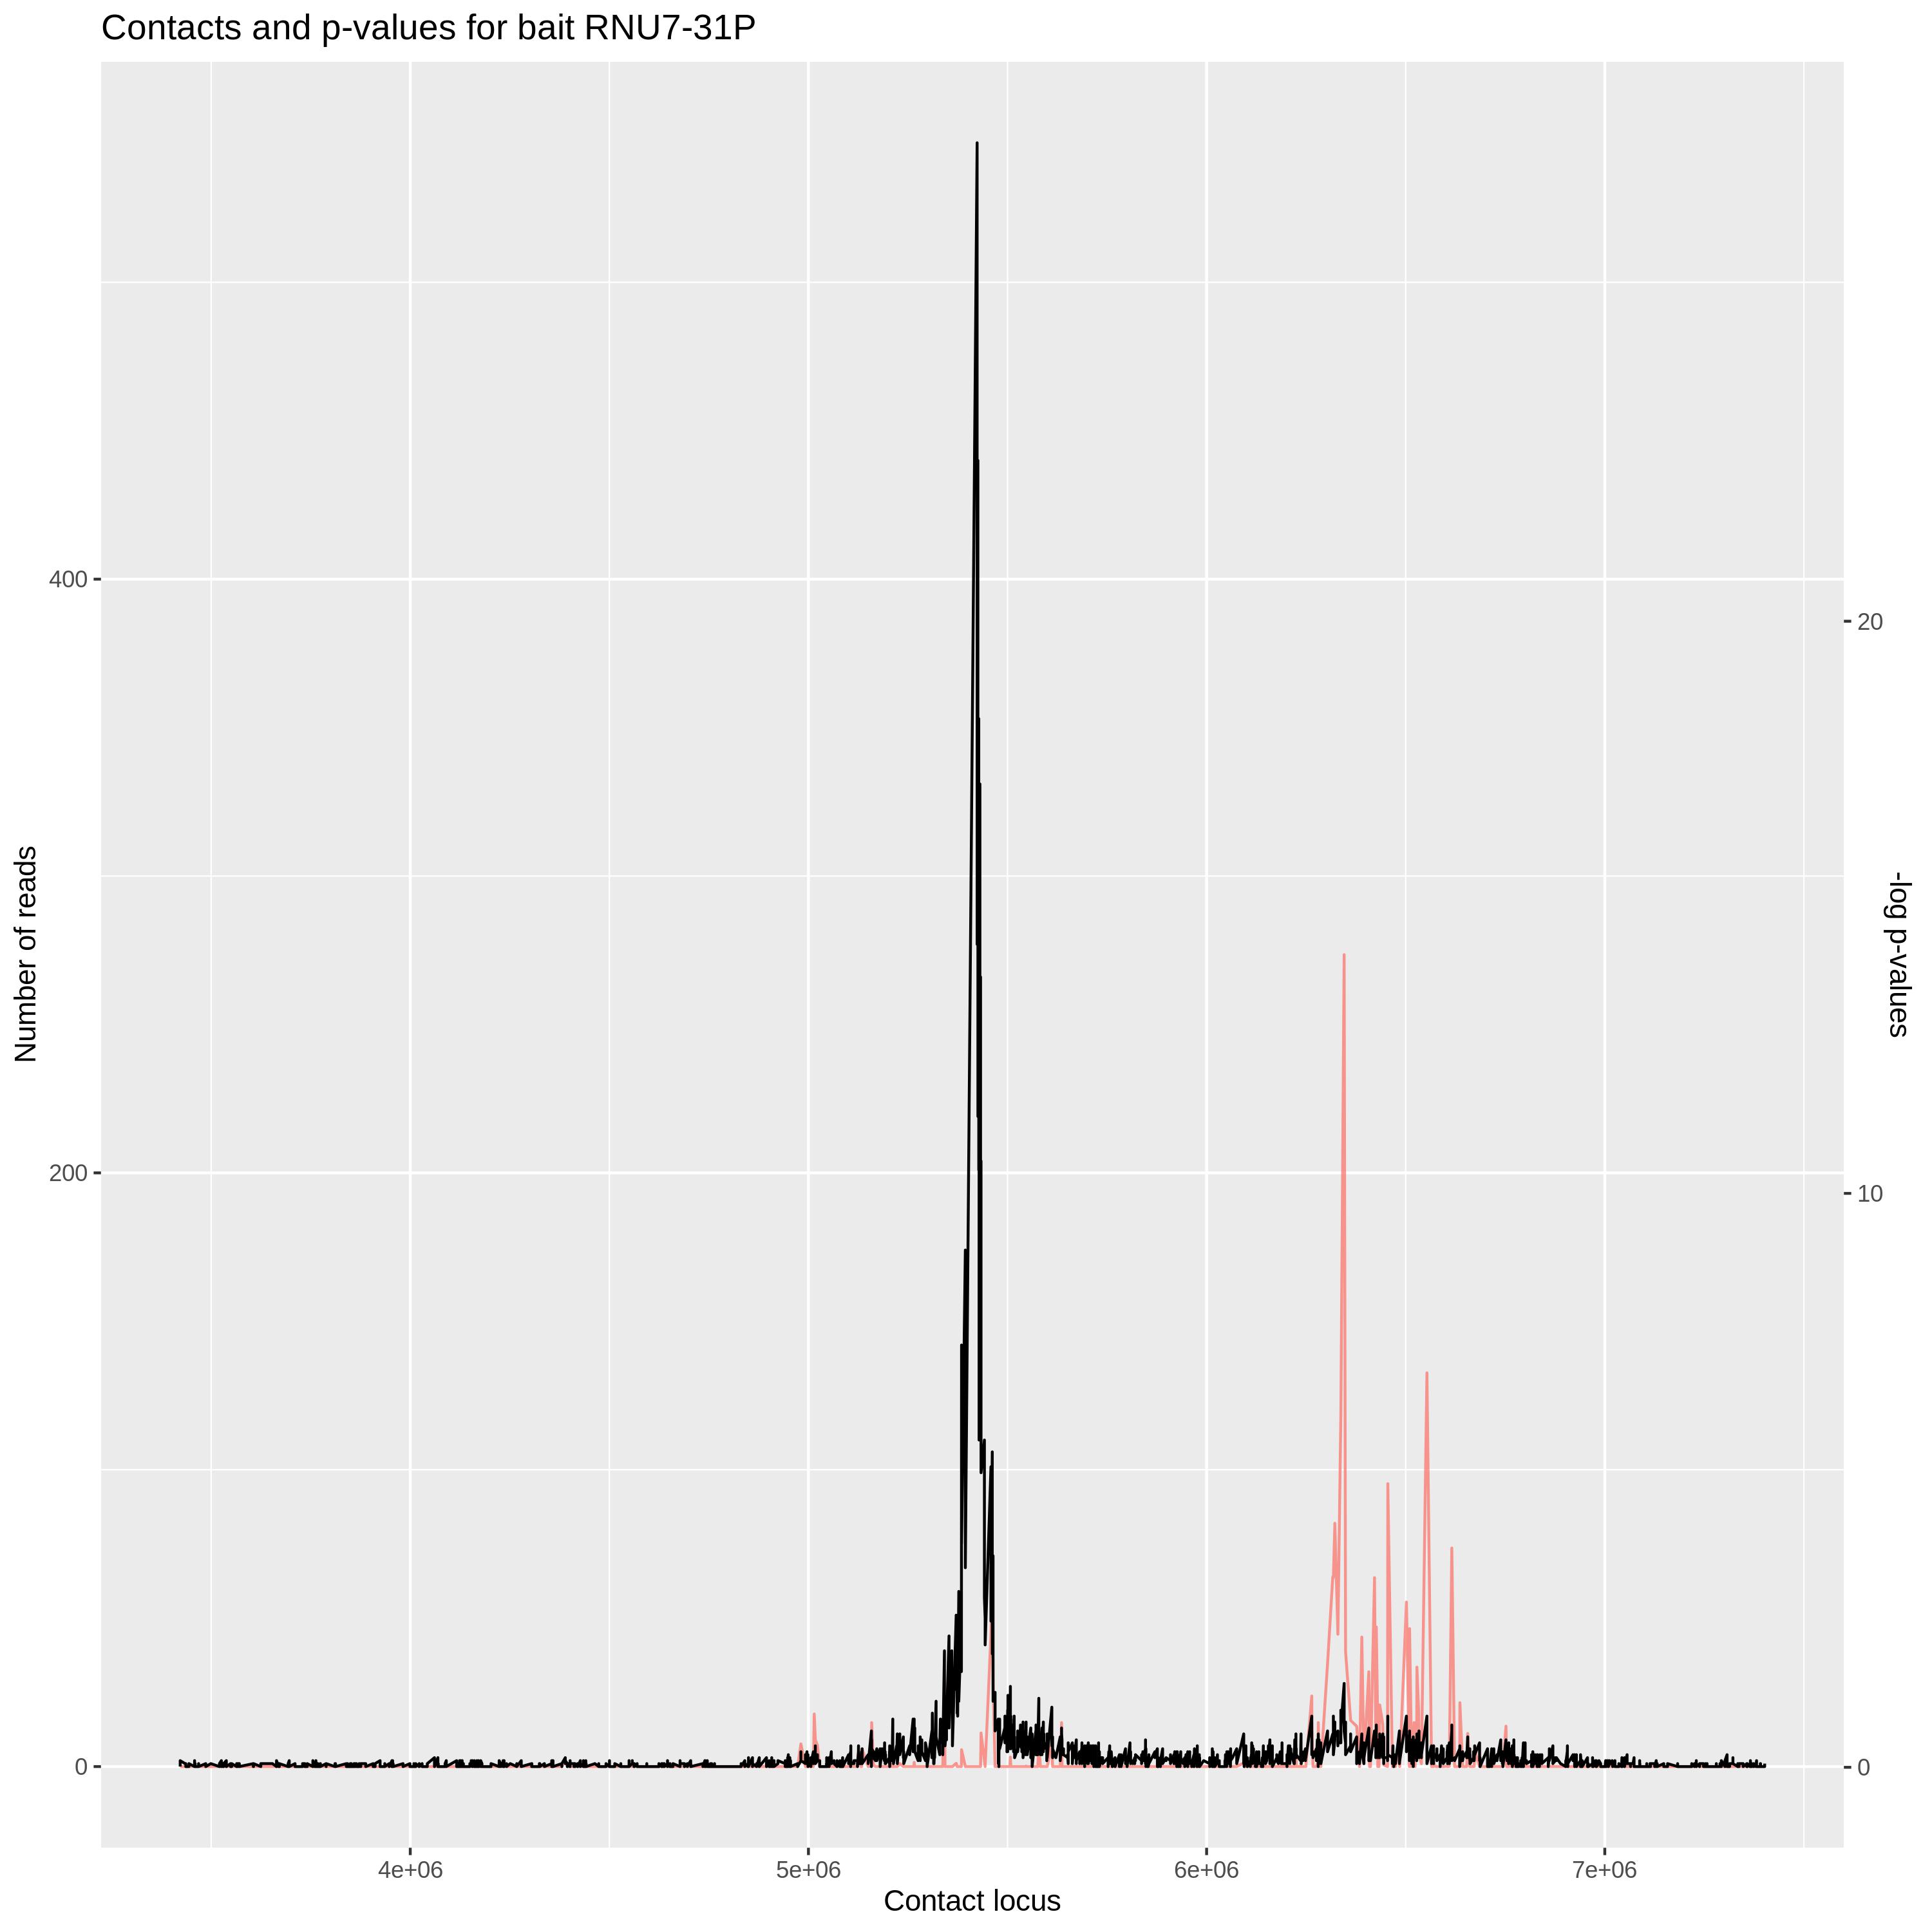 Contacts and p-values for bait RNU7-31P
400
200
0
Number of reads
20
10
0
-log p-values
4e+06 5e+06 6e+06 7e+06
Contact locus